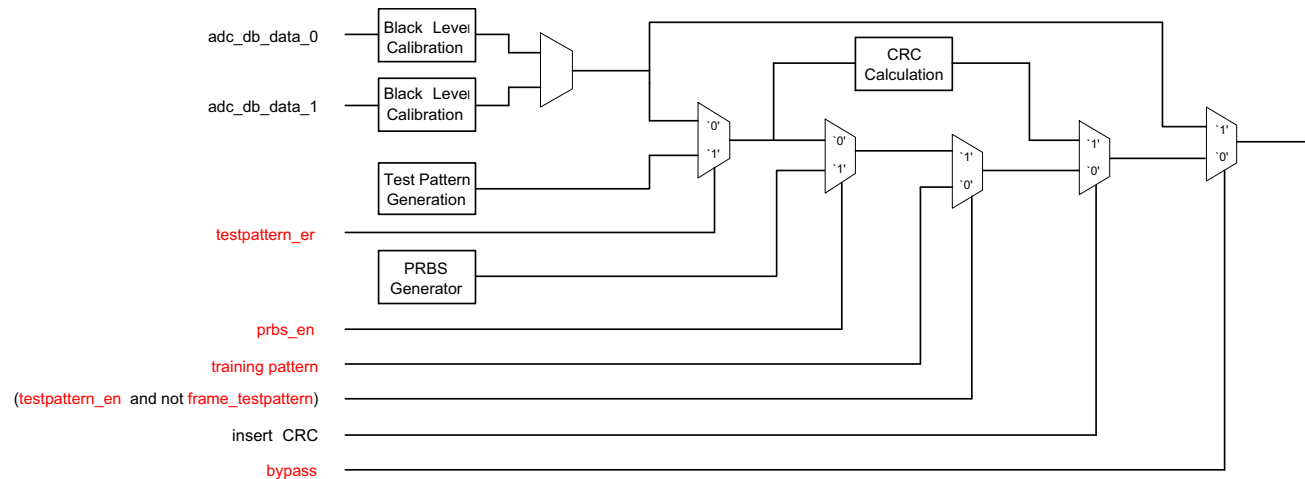 adc_db_data_0
Black Level
Calibration
adc_db_data_1
Black Level
Calibration
CRC
Calculation
`0'
`1'
`0'
`1'
`1'
`0'
`1'
`0'
`1'
`0'
Test Pattern
Generation
testpattern_er
PRBS
Generator
prbs_en
training pattern
(testpattern_en and not frame_testpattern)
insert CRC
bypass